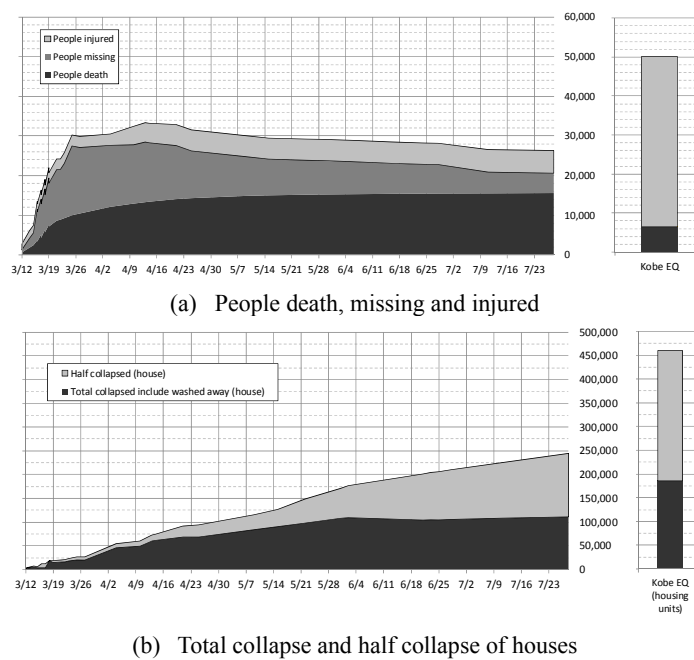 People injured
People missing
People death
60,000
50,000
40,000
30,000
20,000
10,000
0
3/12 3/19 3/26 4/2 4/9 4/16 4/23 4/30 5/7 5/14 5/21 5/28 6/4 6/11 6/18 6/25 7/2 7/9 7/16 7/23
Kobe EQ
(a) People death, missing and injured
Half collapsed (house)
Total collapsed include washed away (house)
500,000
450,000
400,000
350,000
300,000
250,000
200,000
150,000
100,000
50,000
0
3/12 3/19 3/26 4/2 4/9 4/16 4/23 4/30 5/7 5/14 5/21 5/28 6/4 6/11 6/18 6/25 7/2 7/9 7/16 7/23
Kobe EQ
(housing
units)
(b) Total collapse and half collapse of houses